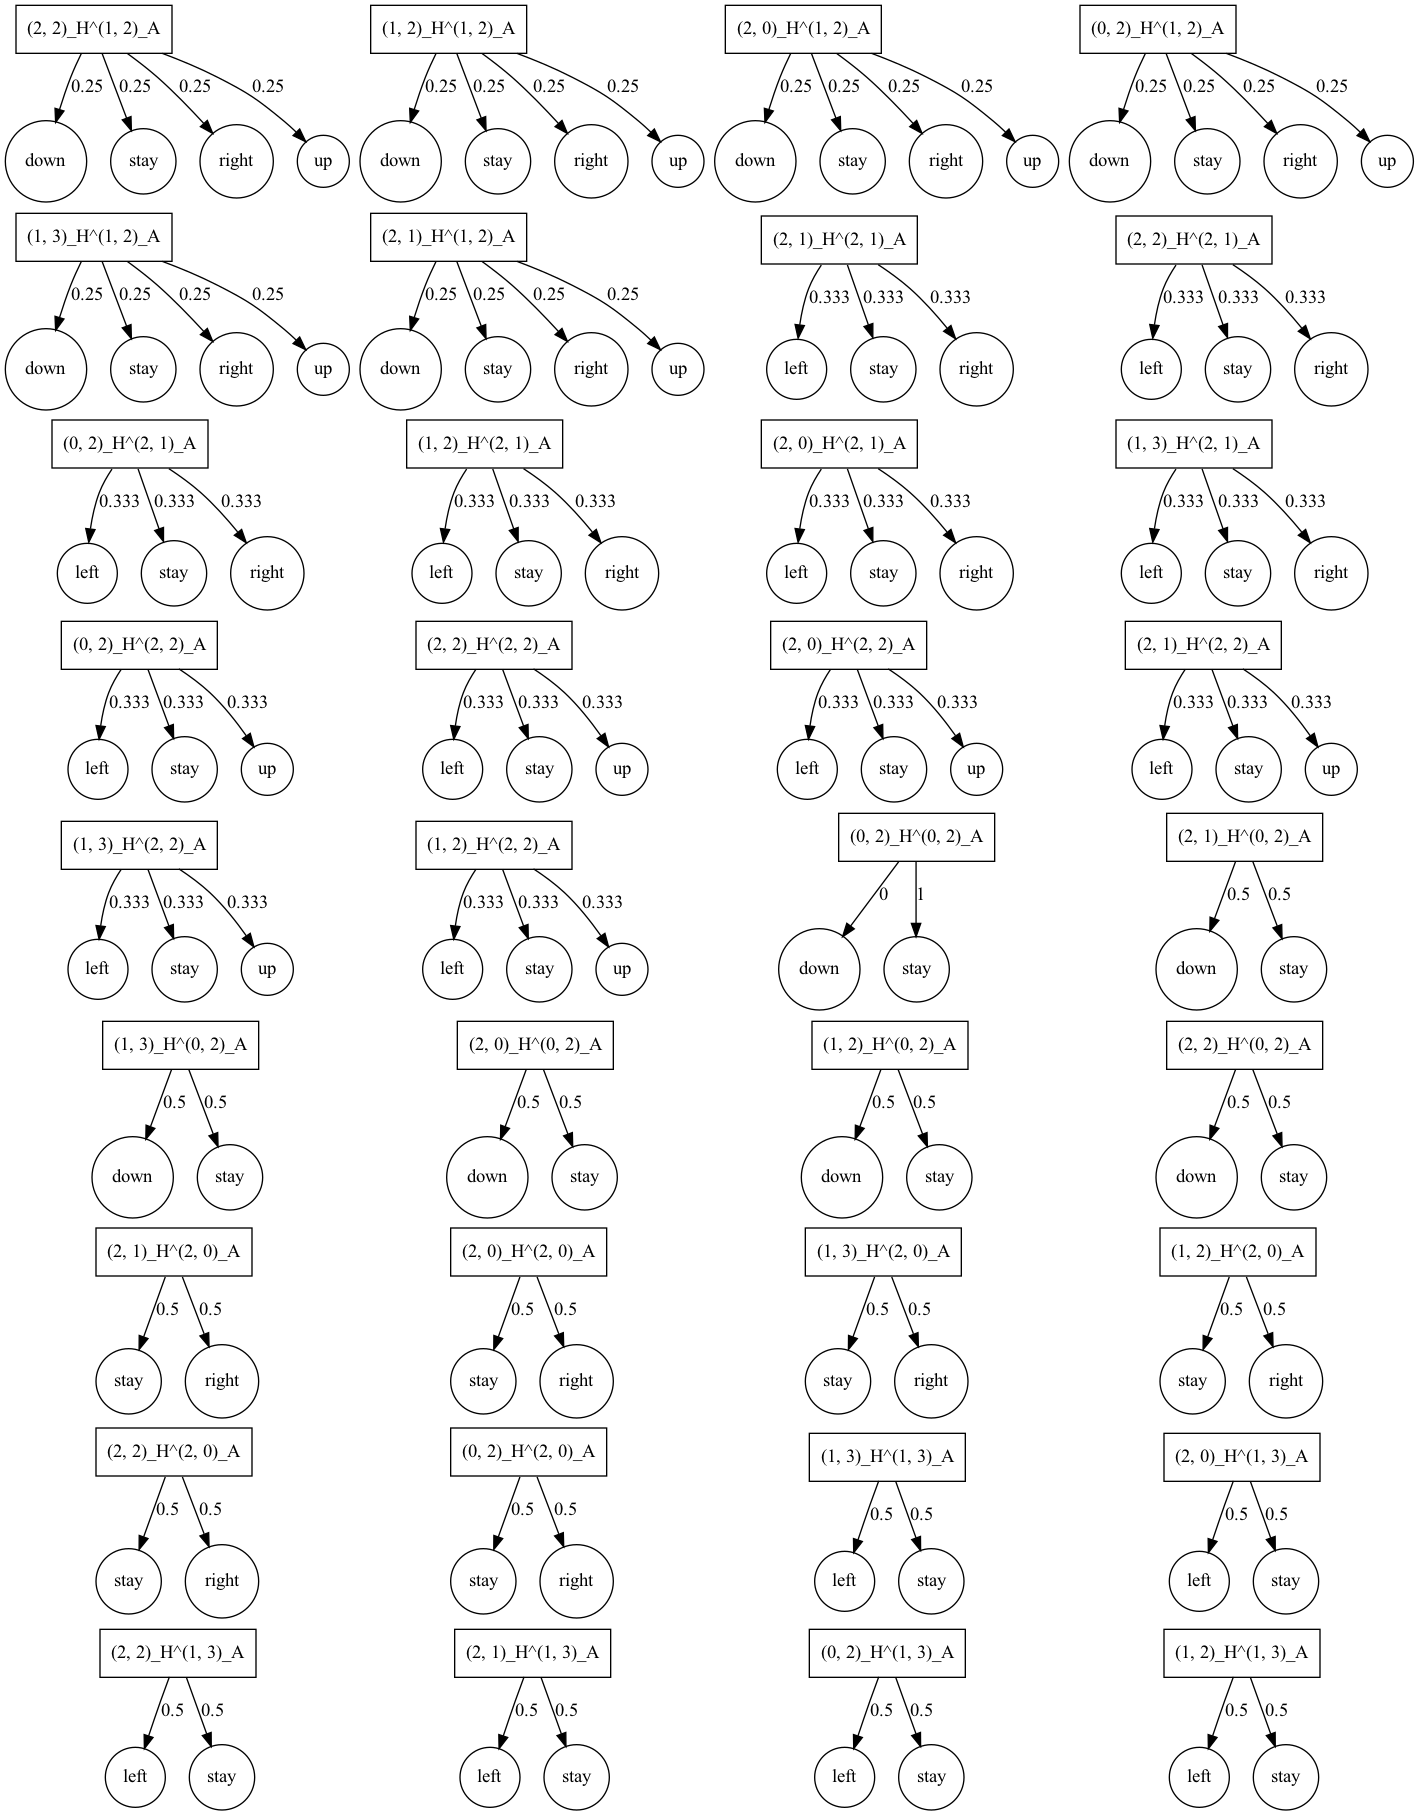 (2, 2)_H^(1, 2)_A (1, 2)_H^(1, 2)_A (2, 0)_H^(1, 2)_A (0, 2)_H^(1, 2)_A
0.25 0.25 0.25 0.25 0.25 0.25 0.25 0.25 0.25 0.25 0.25 0.25 0.25 0.25 0.25 0.25
down stay right up down stay right up down stay right up down stay right up
(1, 3)_H^(1, 2)_A (2, 1)_H^(1, 2)_A (2, 1)_H^(2, 1)_A (2, 2)_H^(2, 1)_A
0.25 0.25 0.25 0.25 0.25 0.25 0.25 0.25 0.333 0.333 0.333 0.333 0.333 0.333
down stay right up down stay right up left stay right left stay right
(0, 2)_H^(2, 1)_A (1, 2)_H^(2, 1)_A (2, 0)_H^(2, 1)_A (1, 3)_H^(2, 1)_A
0.333 0.333 0.333 0.333 0.333 0.333 0.333 0.333 0.333 0.333 0.333 0.333
left stay right left stay right left stay right left stay right
(0, 2)_H^(2, 2)_A (2, 2)_H^(2, 2)_A (2, 0)_H^(2, 2)_A (2, 1)_H^(2, 2)_A
0.333 0.333 0.333 0.333 0.333 0.333 0.333 0.333 0.333 0.333 0.333 0.333
left stay up left stay up left stay up left stay up
(1, 3)_H^(2, 2)_A (1, 2)_H^(2, 2)_A (0, 2)_H^(0, 2)_A (2, 1)_H^(0, 2)_A
0.333 0.333 0.333 0.333 0.333 0.333 0 1 0.5 0.5
left stay up left stay up down stay down stay
(1, 3)_H^(0, 2)_A (2, 0)_H^(0, 2)_A (1, 2)_H^(0, 2)_A (2, 2)_H^(0, 2)_A
0.5 0.5 0.5 0.5 0.5 0.5 0.5 0.5
down stay down stay down stay down stay
(2, 1)_H^(2, 0)_A (2, 0)_H^(2, 0)_A (1, 3)_H^(2, 0)_A (1, 2)_H^(2, 0)_A
0.5 0.5 0.5 0.5 0.5 0.5 0.5 0.5
stay right stay right stay right stay right
(2, 2)_H^(2, 0)_A (0, 2)_H^(2, 0)_A (1, 3)_H^(1, 3)_A (2, 0)_H^(1, 3)_A
0.5 0.5 0.5 0.5 0.5 0.5 0.5 0.5
stay right stay right left stay left stay
(2, 2)_H^(1, 3)_A (2, 1)_H^(1, 3)_A (0, 2)_H^(1, 3)_A (1, 2)_H^(1, 3)_A
0.5 0.5 0.5 0.5 0.5 0.5 0.5 0.5
left stay left stay left stay left stay